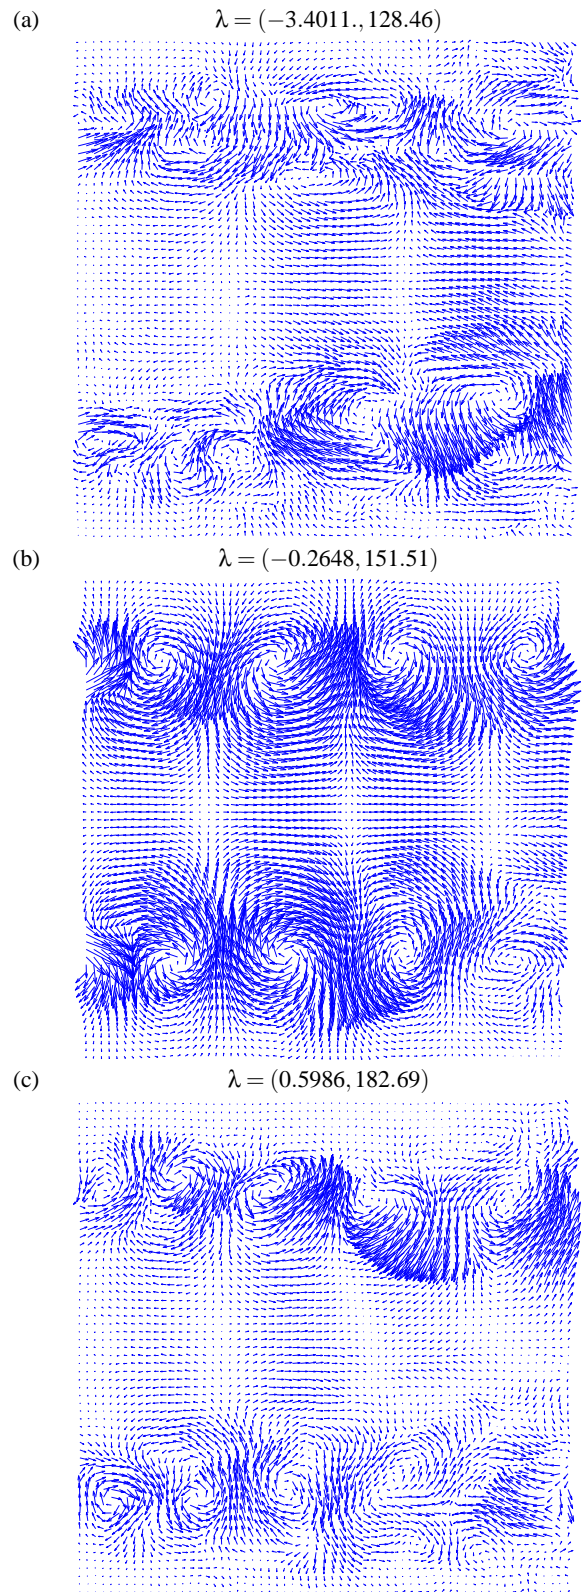 (a) λ = (−3.4011., 128.46)
(b) λ = (−0.2648, 151.51)
(c) λ = (0.5986, 182.69)